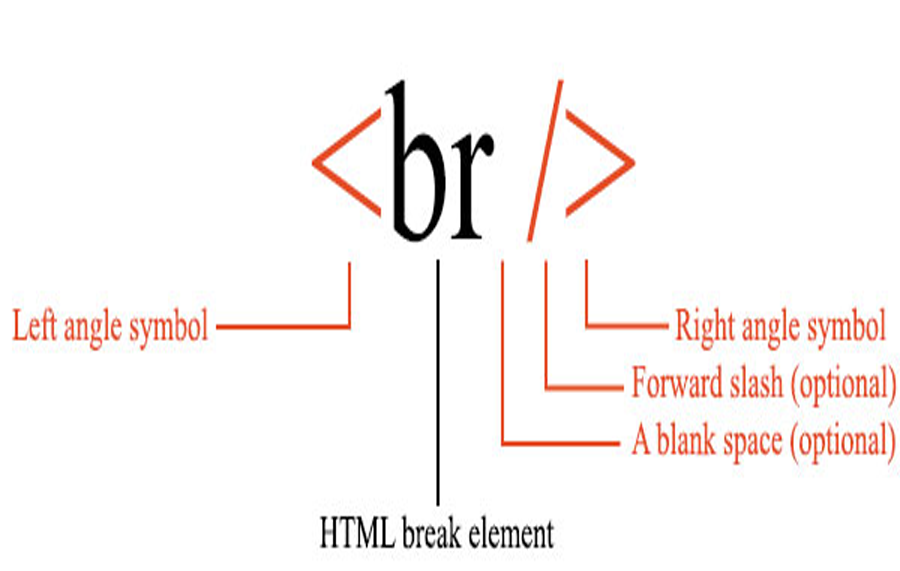 <br />
Left angle symbol
Right angle symbol
Forward slash (optional)
A blank space (optional)
HTML break element